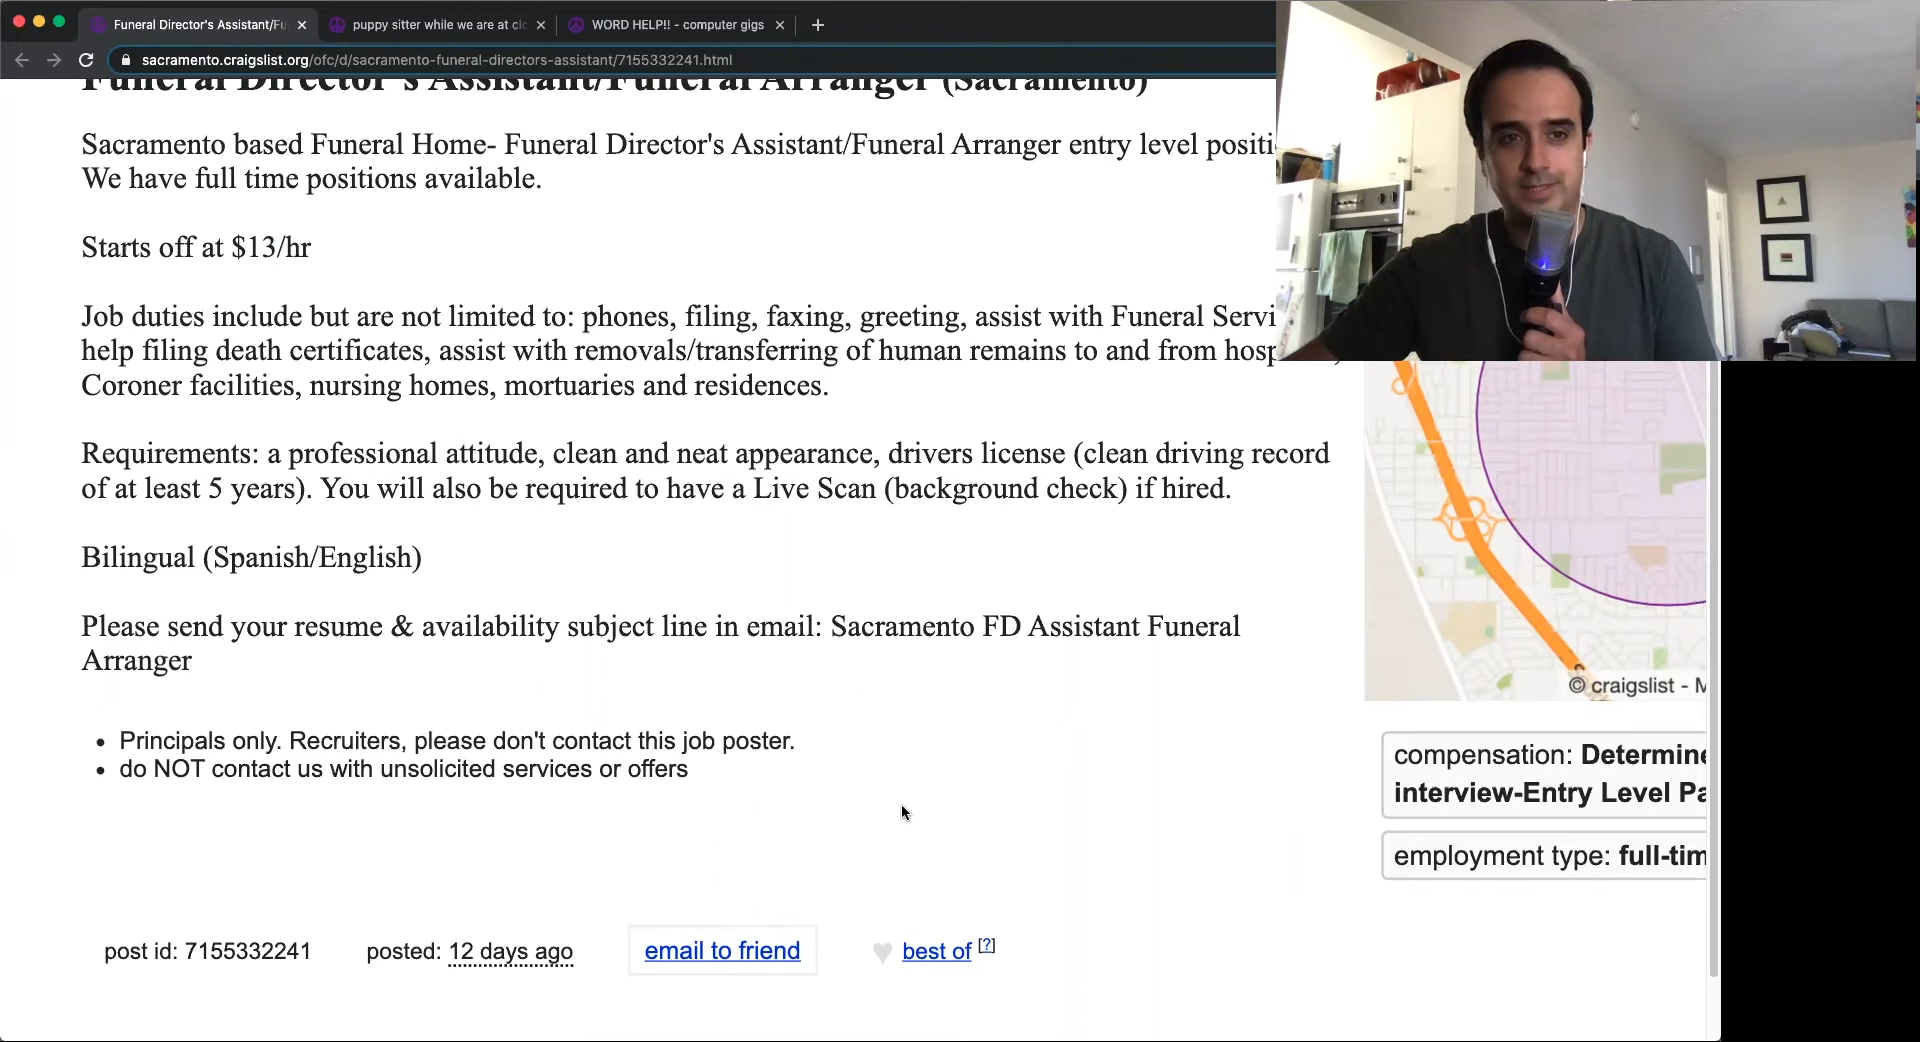 Funeral Director's Assistant/Fu
puppy sitter while we are at clo
WORD HELP!! - computer gigs
sacramento.craigslist.org/ofc/d/sacramento-funeral-directors-assistant/7155332241.html
Funeral Director's Assistant/Funeral Arranger (Sacramento)
Sacramento based Funeral Home- Funeral Director's Assistant/Funeral Arranger entry level positi
We have full time positions available.
Starts off at $13/hr
Job duties include but are not limited to: phones, filing, faxing, greeting, assist with Funeral Servi
help filing death certificates, assist with removals/transferring of human remains to and from hosp
Coroner facilities, nursing homes, mortuaries and residences.
Requirements: a professional attitude, clean and neat appearance, drivers license (clean driving record
of at least 5 years). You will also be required to have a Live Scan (background check) if hired.
Bilingual (Spanish/English)
Please send your resume & availability subject line in email: Sacramento FD Assistant Funeral
Arranger
• Principals only. Recruiters, please don't contact this job poster.
• do NOT contact us with unsolicited services or offers
© craigslist - M
compensation: Determine
interview-Entry Level Pa
employment type: full-tim
post id: 7155332241
posted: 12 days ago
email to friend
best of [?]